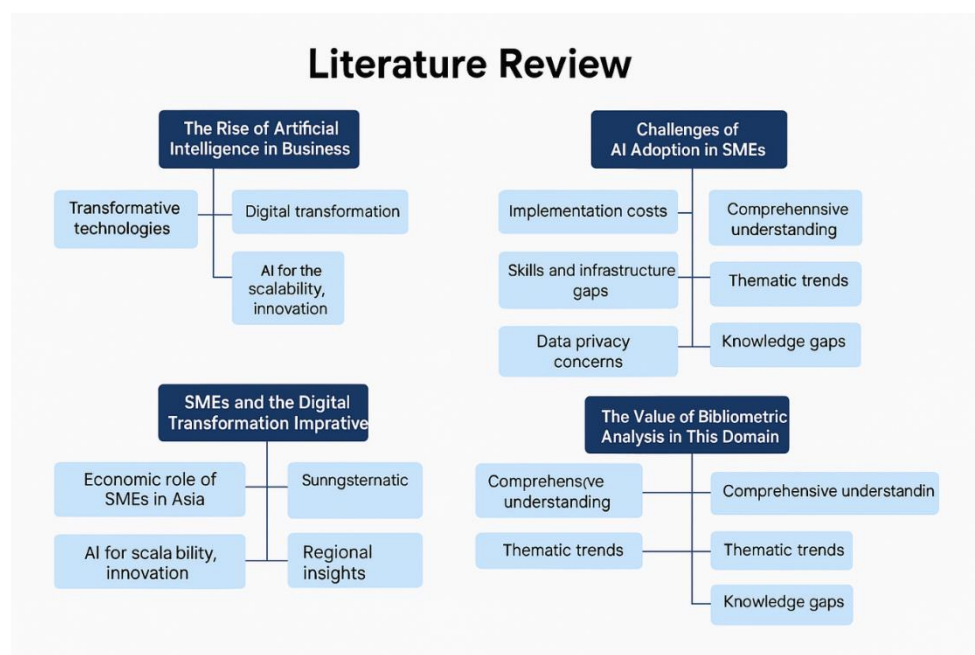 Literature Review
The Rise of Artificial
Intelligence in Business
Transformative
technologies
Digital transformation
AI for the
scalability,
innovation
Challenges of
AI Adoption in SMEs
Implementation costs
Comprehennsive
understanding
Skills and infrastructure
gaps
Thematic trends
Data privacy
concerns
Knowledge gaps
SMEs and the Digital
Transformation Imprative
Economic role of
SMEs in Asia
Sunngsternatic
AI for scala bility,
innovation
Regional
insights
The Value of Bibliometric
Analysis in This Domain
Comprehens(ve
understanding
Comprehensive understandin
Thematic trends
Thematic trends
Knowledge gaps